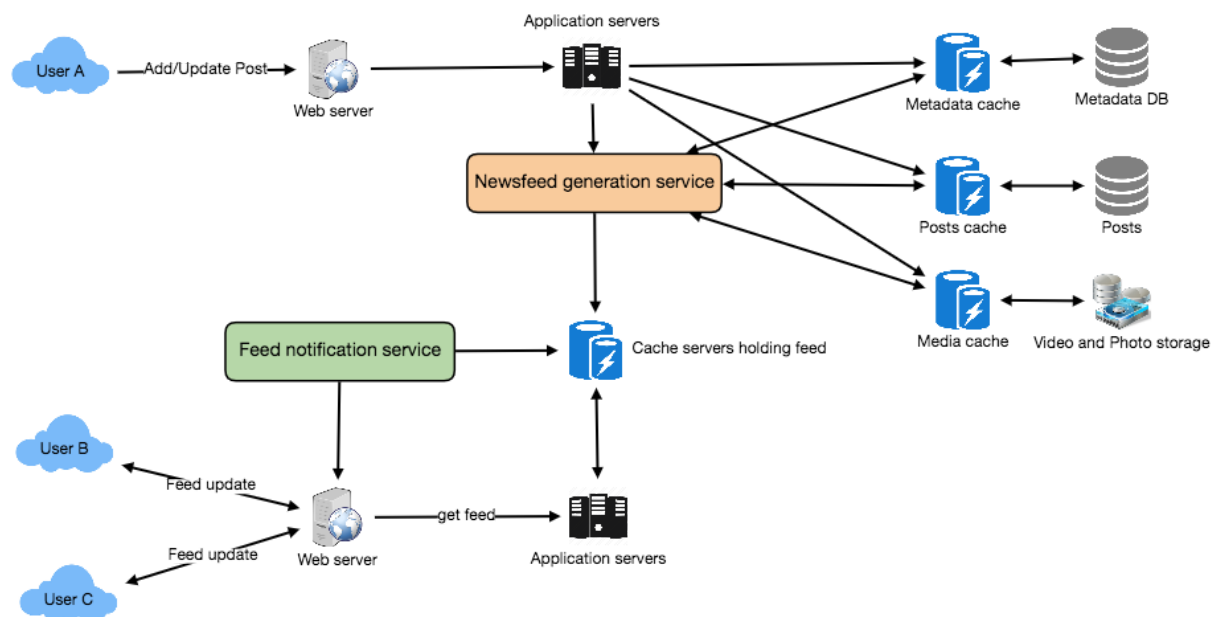 Application servers
User A
Add/Update Post
Web server
Metadata cache
Metadata DB
Newsfeed generation service
Posts cache
Posts
Media cache
Video and Photo storage
Feed notification service
Cache servers holding feed
User B
Feed update
get feed
Web server
Application servers
Feed update
User C